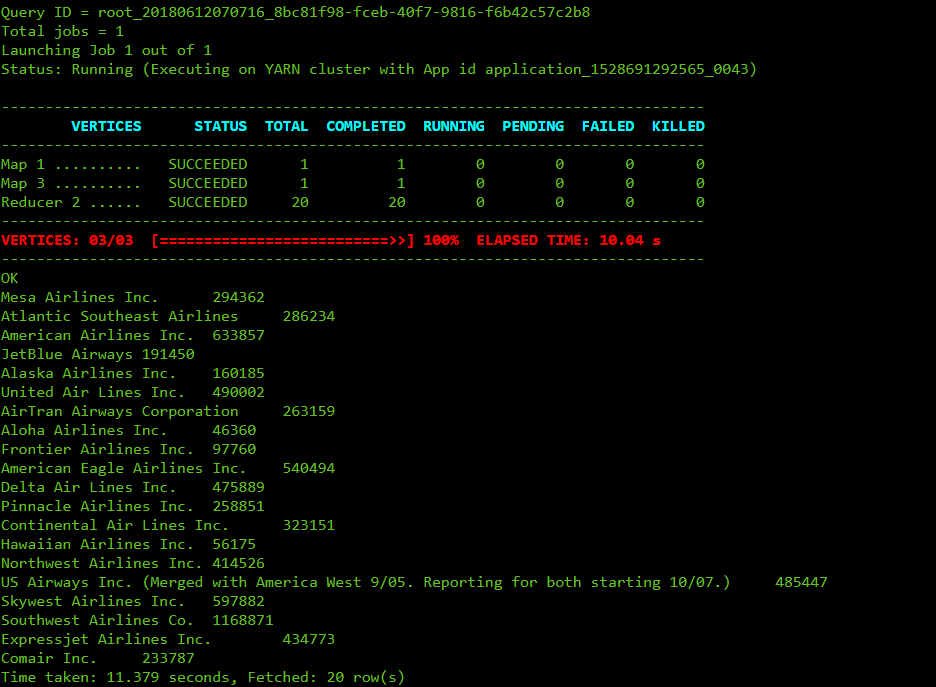 Query ID = root_20180612070716_8bc81f98-fceb-40f7-9816-f6b42c57c2b8
Total jobs = 1
Launching Job 1 out of 1
Status: Running (Executing on YARN cluster with App id application_1528691292565_0043)
--------------------------------------------------------------------------------
        VERTICES      STATUS  TOTAL  COMPLETED  RUNNING  PENDING  FAILED  KILLED
--------------------------------------------------------------------------------
Map 1 ..........   SUCCEEDED      1          1        0        0       0       0
Map 3 ..........   SUCCEEDED      1          1        0        0       0       0
Reducer 2 ......   SUCCEEDED     20         20        0        0       0       0
--------------------------------------------------------------------------------
VERTICES: 03/03  [==========================>>] 100%  ELAPSED TIME: 10.04 s
--------------------------------------------------------------------------------
OK
Mesa Airlines Inc.      294362
Atlantic Southeast Airlines     286234
American Airlines Inc.  633857
JetBlue Airways 191450
Alaska Airlines Inc.    160185
United Air Lines Inc.   490002
AirTran Airways Corporation     263159
Aloha Airlines Inc.     46360
Frontier Airlines Inc.  97760
American Eagle Airlines Inc.    540494
Delta Air Lines Inc.    475889
Pinnacle Airlines Inc.  258851
Continental Air Lines Inc.      323151
Hawaiian Airlines Inc.  56175
Northwest Airlines Inc. 414526
US Airways Inc. (Merged with America West 9/05. Reporting for both starting 10/07.)     485447
Skywest Airlines Inc.   597882
Southwest Airlines Co.  1168871
Expressjet Airlines Inc.        434773
Comair Inc.     233787
Time taken: 11.379 seconds, Fetched: 20 row(s)